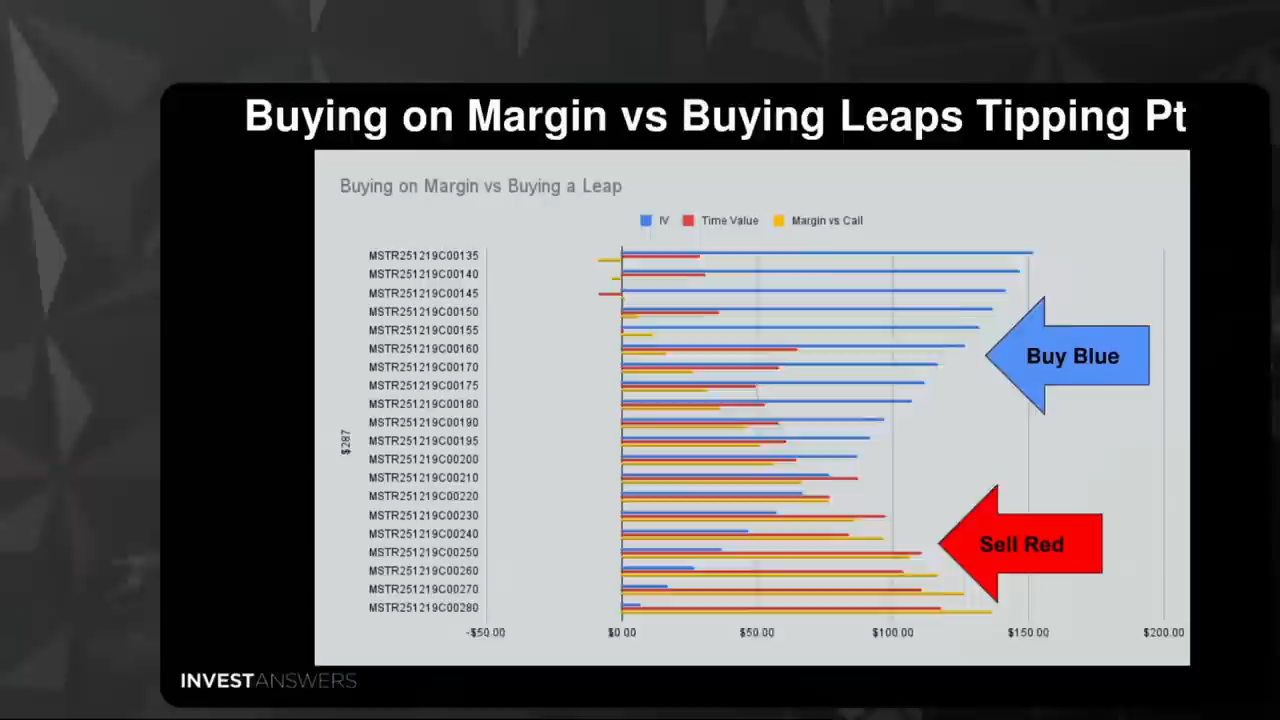 Buying on Margin vs Buying Leaps Tipping Pt
Buying on Margin vs Buying a Leap
IV Time Value Margin vs Call
MSTR251219C00135
MSTR251219C00140
MSTR251219C00145
MSTR251219C00150
MSTR251219C00155
MSTR251219C00160
MSTR251219C00170
MSTR251219C00175
MSTR251219C00180
MSTR251219C00190
MSTR251219C00195
MSTR251219C00200
MSTR251219C00210
MSTR251219C00220
MSTR251219C00230
MSTR251219C00240
MSTR251219C00250
MSTR251219C00260
MSTR251219C00270
MSTR251219C00280
$287
Buy Blue
Sell Red
-$50.00 $0.00 $50.00 $100.00 $150.00 $200.00
INVESTANSWERS